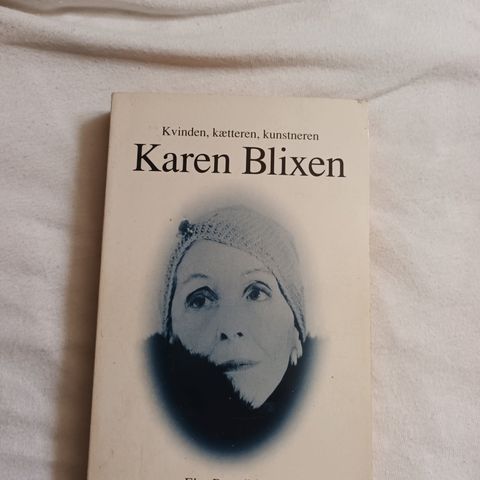 Kvinden, kætteren, kunstneren
Karen Blixen